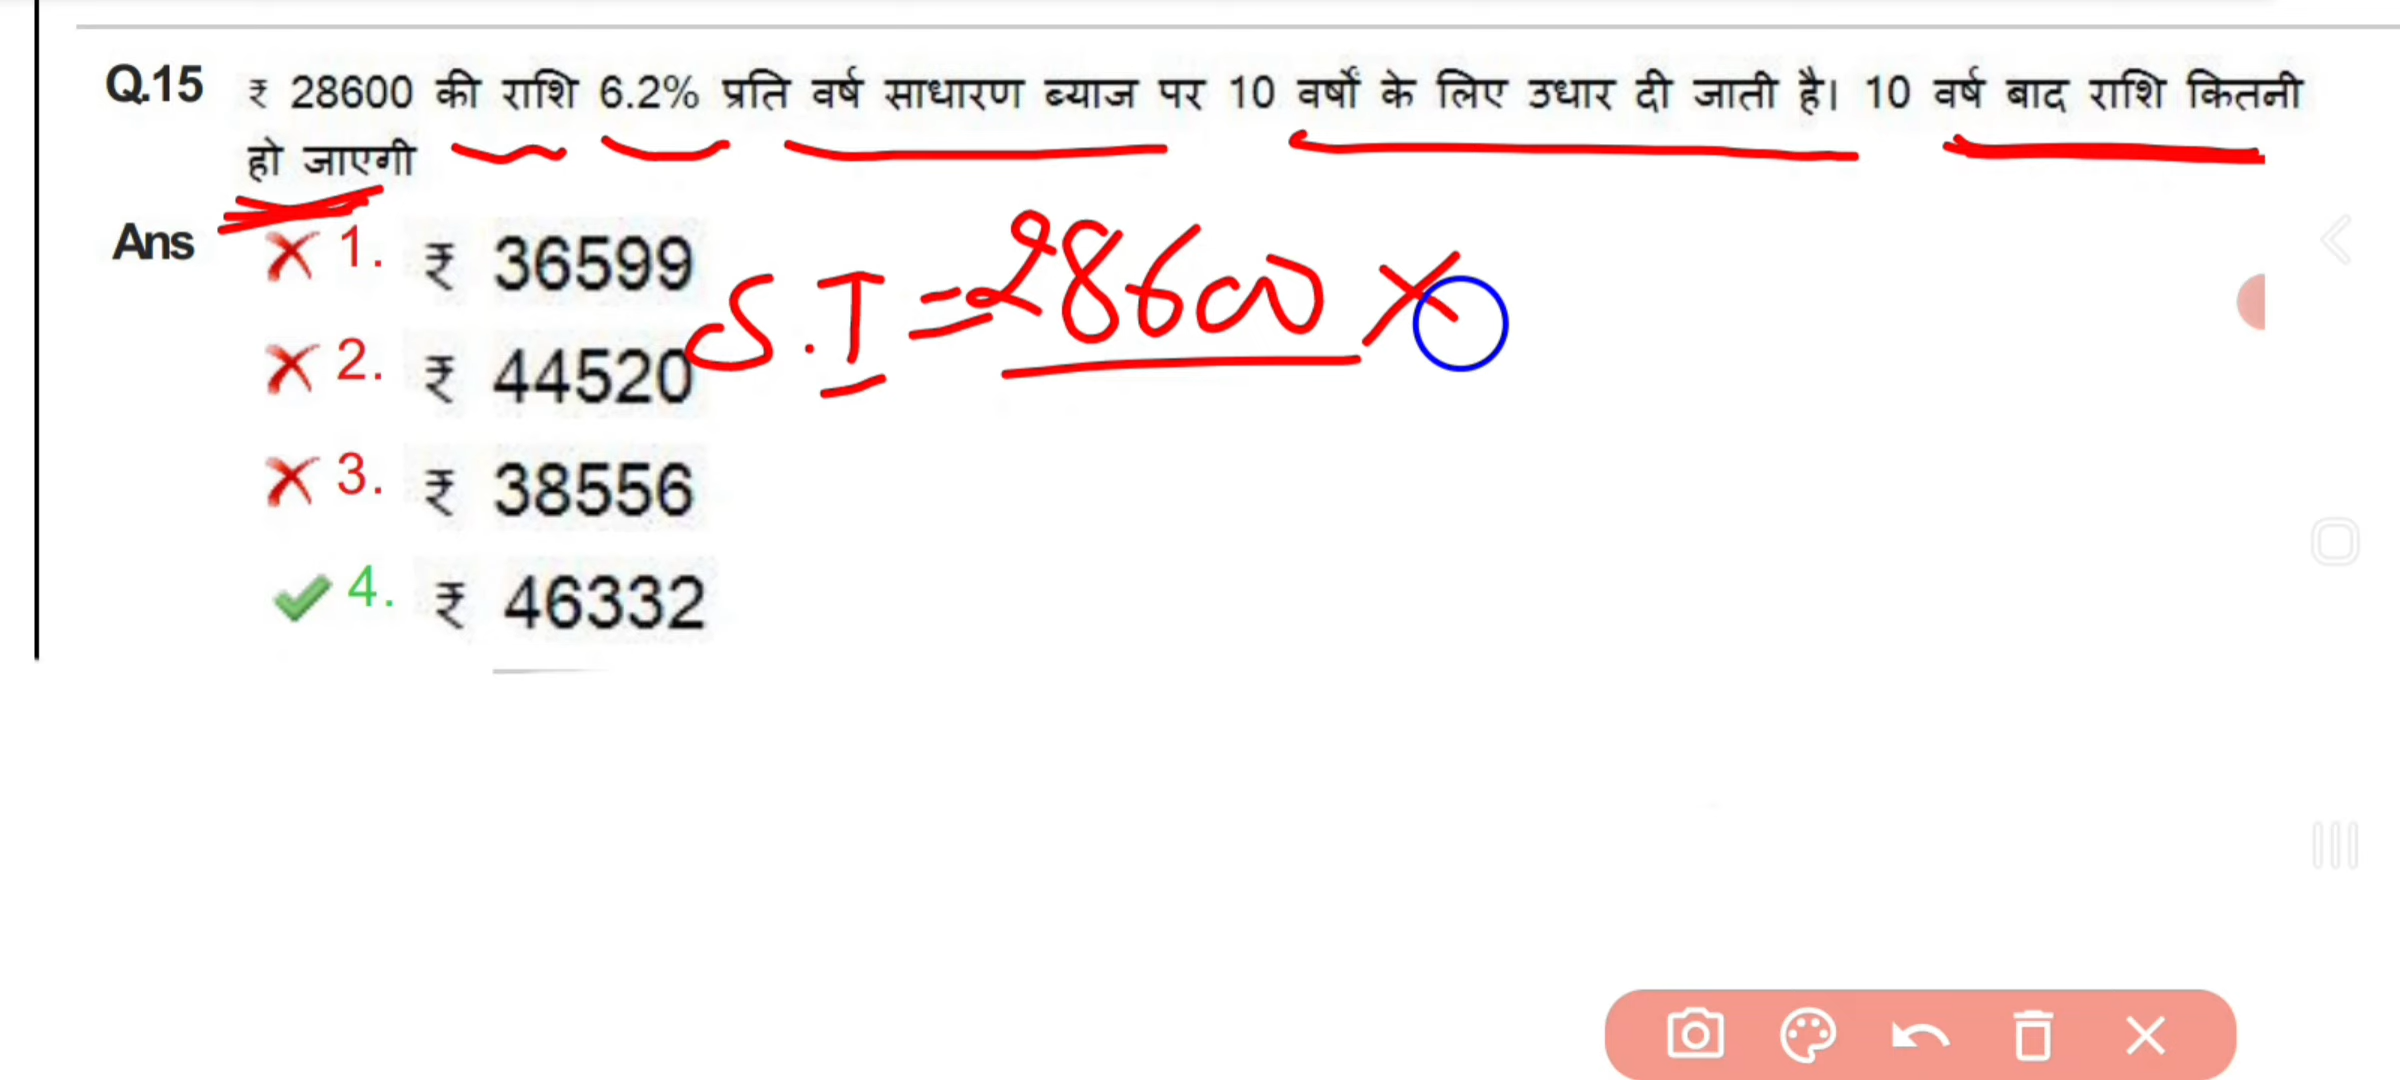 Q.15 ₹ 28600 की राशि 6.2% प्रति वर्ष साधारण ब्याज पर 10 वर्षों के लिए उधार दी जाती है। 10 वर्ष बाद राशि कितनी
हो जाएगी
Ans 1. ₹ 36599
2. ₹ 44520
3. ₹ 38556
4. ₹ 46332
S.I = 28600 ×